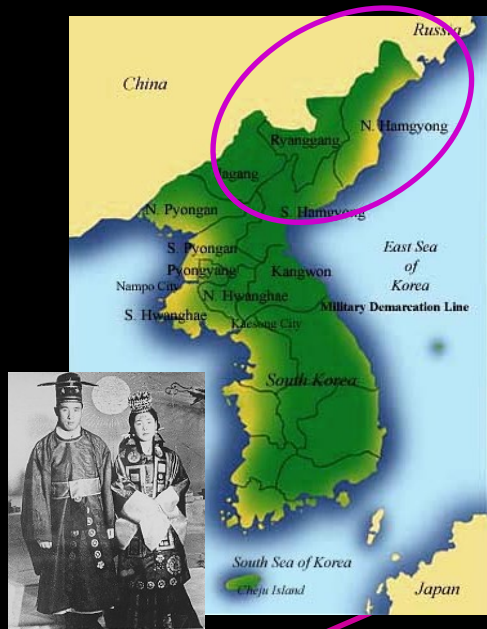 Russia
China
N. Hamgyong
Ryanggang
Jagang
S. Hamgyong
N. Pyongan
S. Pyongan
East Sea
of
Korea
Pyongyang
Kangwon
Nampo City
N. Hwanghae
Military Demarcation Line
S. Hwanghae
Kaesong City
South Korea
South Sea of Korea
Cheju Island
Japan